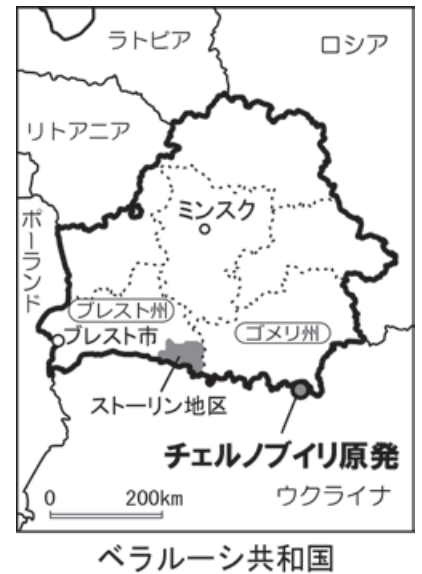 ラトビア
ロシア
リトアニア
ポーランド
ミンスク
ブレスト州
ブレスト市
ゴメリ州
ストーリン地区
チェルノブイリ原発
0 200km
ウクライナ
ベラルーシ共和国